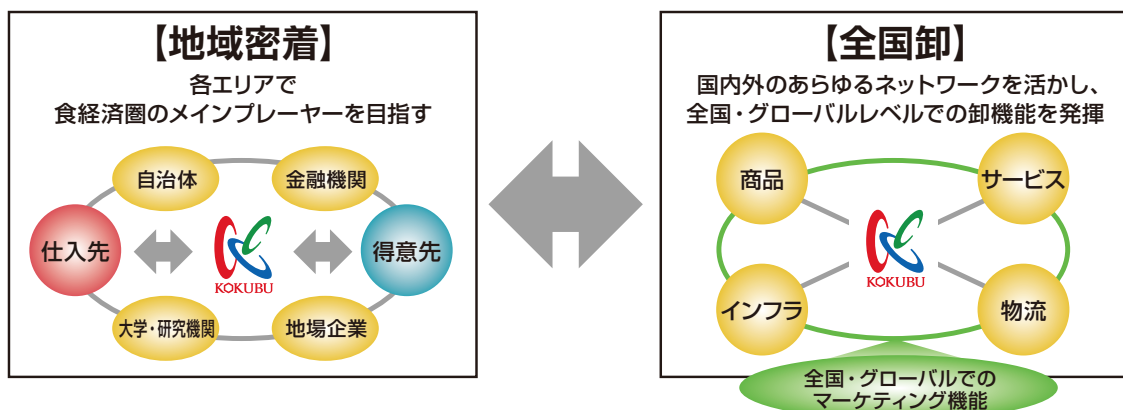 【地域密着】
各エリアで
食経済圏のメインプレーヤーを目指す
自治体
金融機関
仕入先
KOKUBU
得意先
大学・研究機関
地場企業
【全国卸】
国内外のあらゆるネットワークを活かし、
全国・グローバルレベルでの卸機能を発揮
商品
サービス
KOKUBU
インフラ
物流
全国・グローバルでの
マーケティング機能